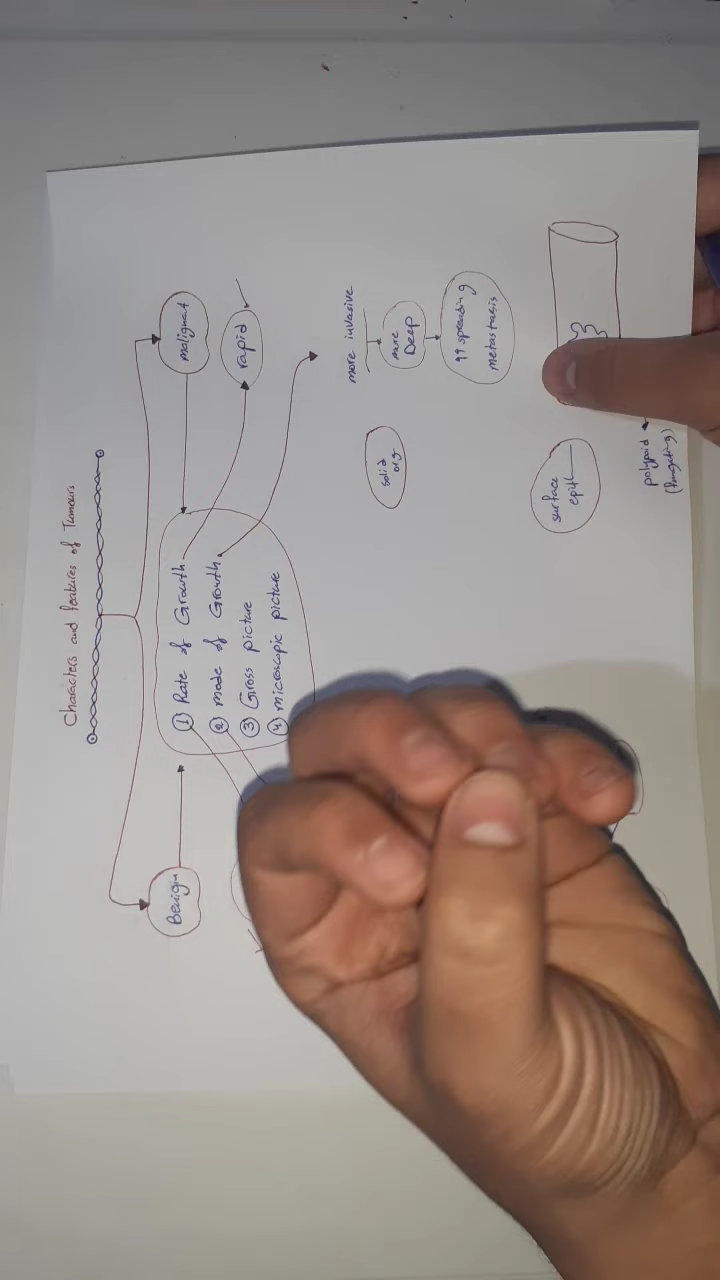 Characters and features of Tumours
Benign
malignat
① Rate of Growth
② mode of Growth
③ Gross picture
④ microscopic picture
rapid
more invasive
more
Deep
↑↑ spreading
metastasis
solid
org
surface
epith
polypoid
(fungating)